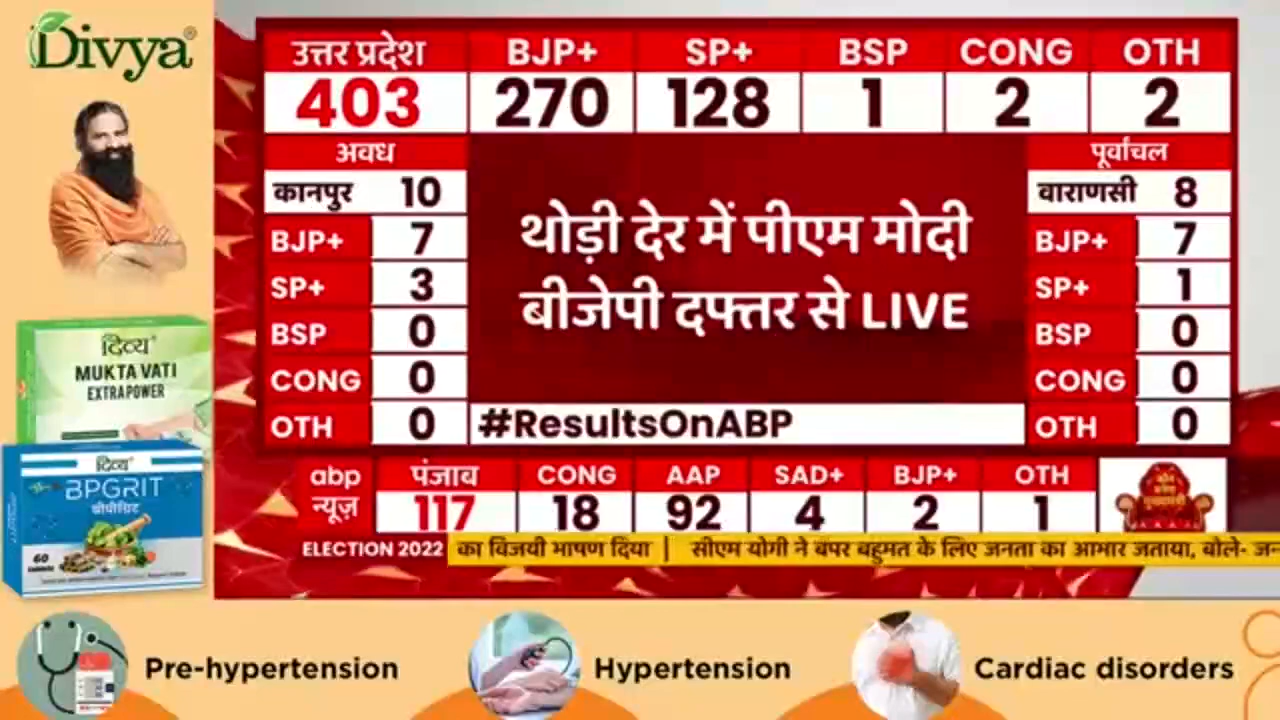 Divya®
उत्तर प्रदेश BJP+ SP+ BSP CONG OTH
403 270 128 1 2 2
अवध
कानपुर 10
BJP+ 7
SP+ 3
BSP 0
CONG 0
OTH 0
थोड़ी देर में पीएम मोदी
बीजेपी दफ्तर से LIVE
#ResultsOnABP
पूर्वांचल
वाराणसी 8
BJP+ 7
SP+ 1
BSP 0
CONG 0
OTH 0
abp पंजाब CONG AAP SAD+ BJP+ OTH
न्यूज़ 117 18 92 4 2 1
ELECTION 2022 का विजयी भाषण दिया | सीएम योगी ने बंपर बहुमत के लिए जनता का आभार जताया, बोले- जन
दिव्य®
MUKTA VATI
EXTRAPOWER
दिव्य®
BPGRIT
बीपीग्रिट
60
Pre-hypertension
Hypertension
Cardiac disorders